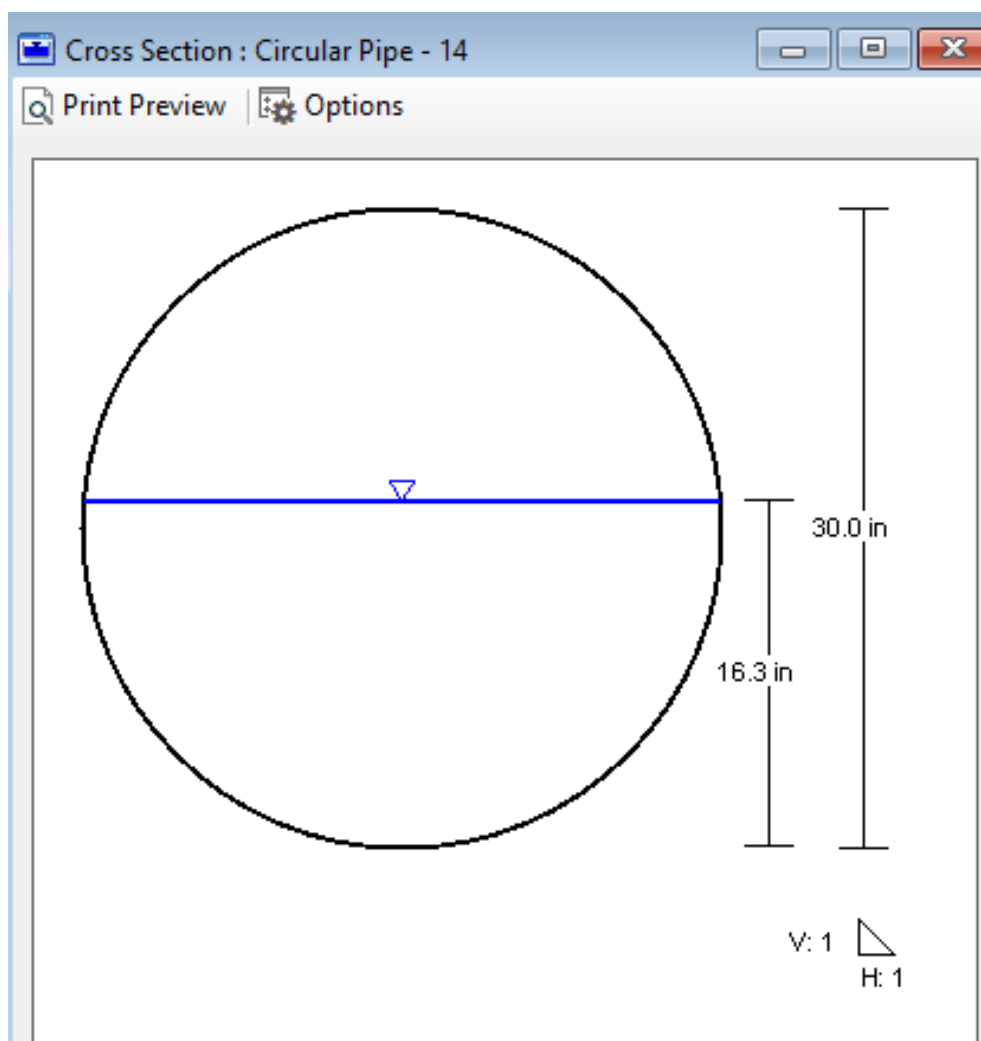 Cross Section : Circular Pipe - 14
Print Preview Options
30.0 in
16.3 in
V: 1
H: 1